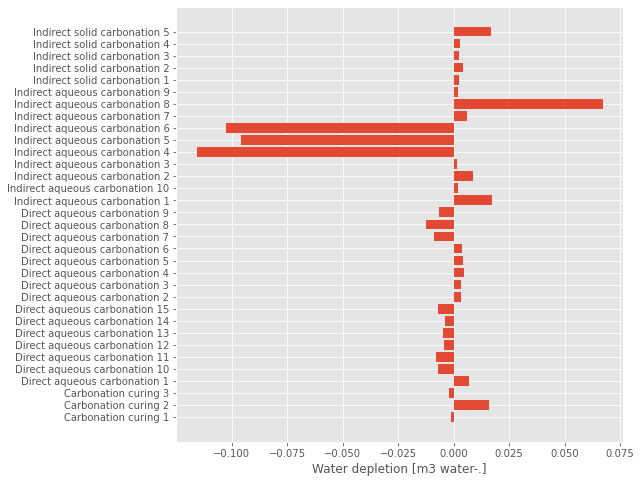 Indirect solid carbonation 5
Indirect solid carbonation 4
Indirect solid carbonation 3
Indirect solid carbonation 2
Indirect solid carbonation 1
Indirect aqueous carbonation 9
Indirect aqueous carbonation 8
Indirect aqueous carbonation 7
Indirect aqueous carbonation 6
Indirect aqueous carbonation 5
Indirect aqueous carbonation 4
Indirect aqueous carbonation 3
Indirect aqueous carbonation 2
Indirect aqueous carbonation 10
Indirect aqueous carbonation 1
Direct aqueous carbonation 9
Direct aqueous carbonation 8
Direct aqueous carbonation 7
Direct aqueous carbonation 6
Direct aqueous carbonation 5
Direct aqueous carbonation 4
Direct aqueous carbonation 3
Direct aqueous carbonation 2
Direct aqueous carbonation 15
Direct aqueous carbonation 14
Direct aqueous carbonation 13
Direct aqueous carbonation 12
Direct aqueous carbonation 11
Direct aqueous carbonation 10
Direct aqueous carbonation 1
Carbonation curing 3
Carbonation curing 2
Carbonation curing 1
−0.100 −0.075 −0.050 −0.025 0.000 0.025 0.050 0.075
Water depletion [m3 water-.]